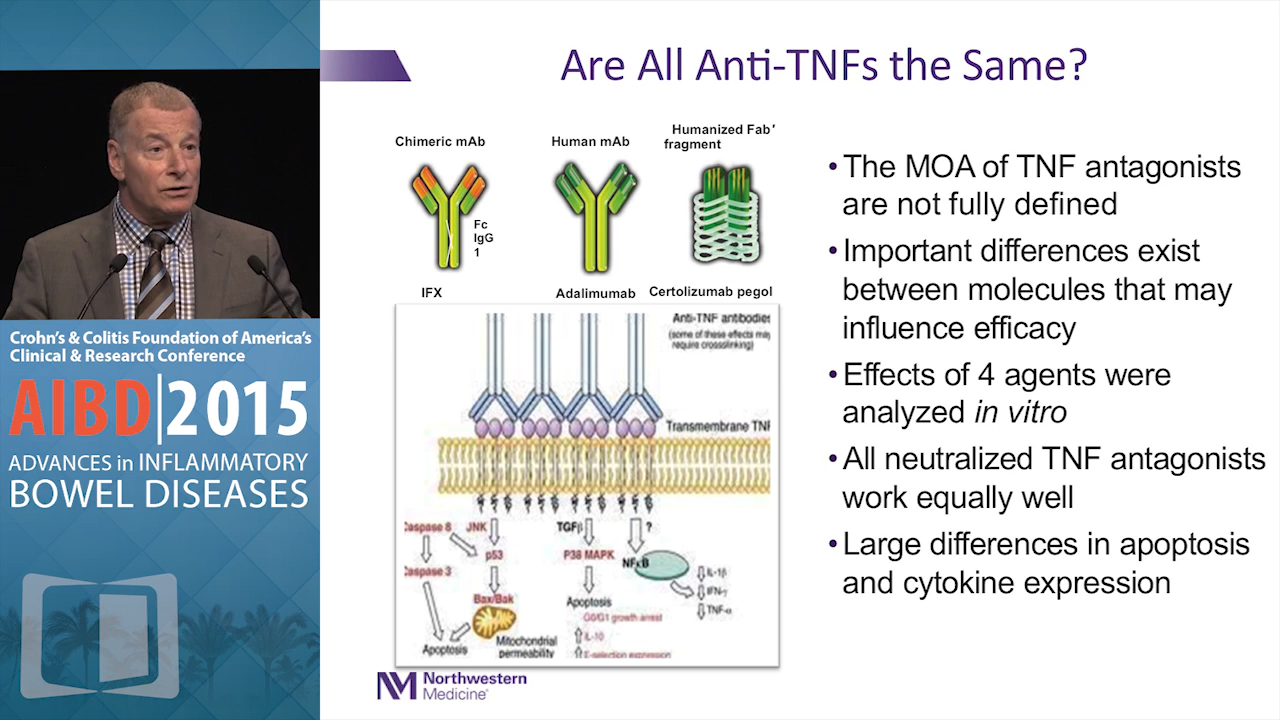 Are All Anti-TNFs the Same?
Chimeric mAb
Fc
IgG
1
IFX
Human mAb
Adalimumab
Humanized Fab′
fragment
Certolizumab pegol
Anti-TNF antibodies
(some of these effects may
require crosslinking)
Transmembrane TNF
Caspase 8
JNK
TGFβ
?
p53
P38 MAPK
NFκB
Caspase 3
IL-1β
IFN-γ
TNF-α
Bax/Bak
Apoptosis
G0/G1 growth arrest
IL-10
E-selection expression
Mitochondrial
permeability
Apoptosis
•The MOA of TNF antagonists
are not fully defined
•Important differences exist
between molecules that may
influence efficacy
•Effects of 4 agents were
analyzed in vitro
•All neutralized TNF antagonists
work equally well
•Large differences in apoptosis
and cytokine expression
Northwestern
Medicine®
Crohn's & Colitis Foundation of America's
Clinical & Research Conference
AIBD|2015
ADVANCES in INFLAMMATORY
BOWEL DISEASES